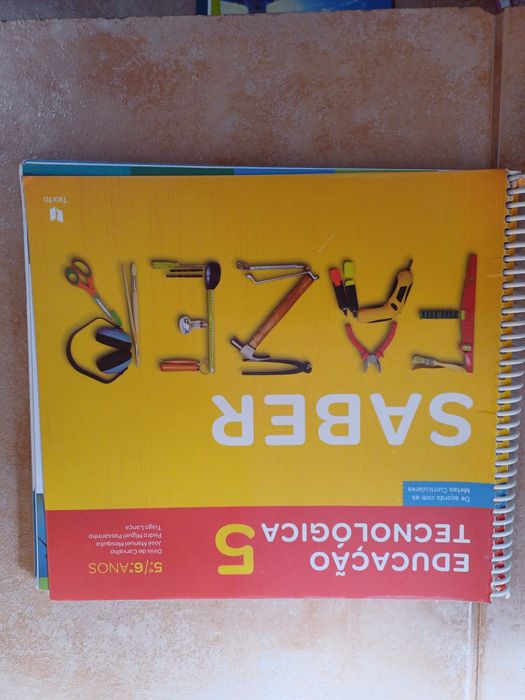 EDUCAÇÃO
TECNOLÓGICA
5
5.º/6.º ANOS
Dinis de Carvalho
José Manuel Mesquita
Pedro Miguel Passarinho
Tiago Lança
De acordo com as
Metas Curriculares
SABER
FAZER
Texto